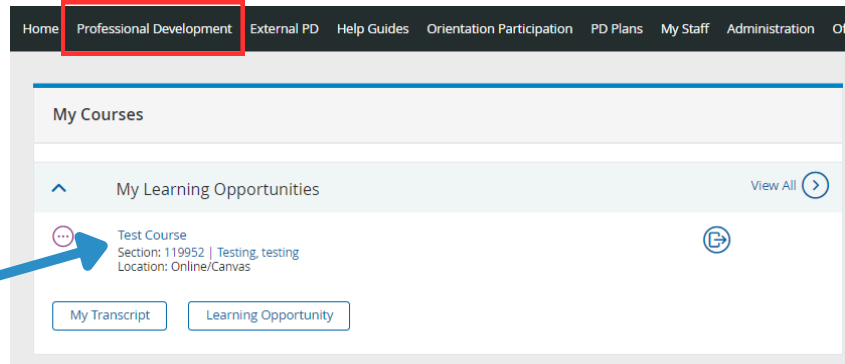 Home Professional Development External PD Help Guides Orientation Participation PD Plans My Staff Administration
My Courses
My Learning Opportunities View All
Test Course
Section: 119952 | Testing, testing
Location: Online/Canvas
My Transcript Learning Opportunity